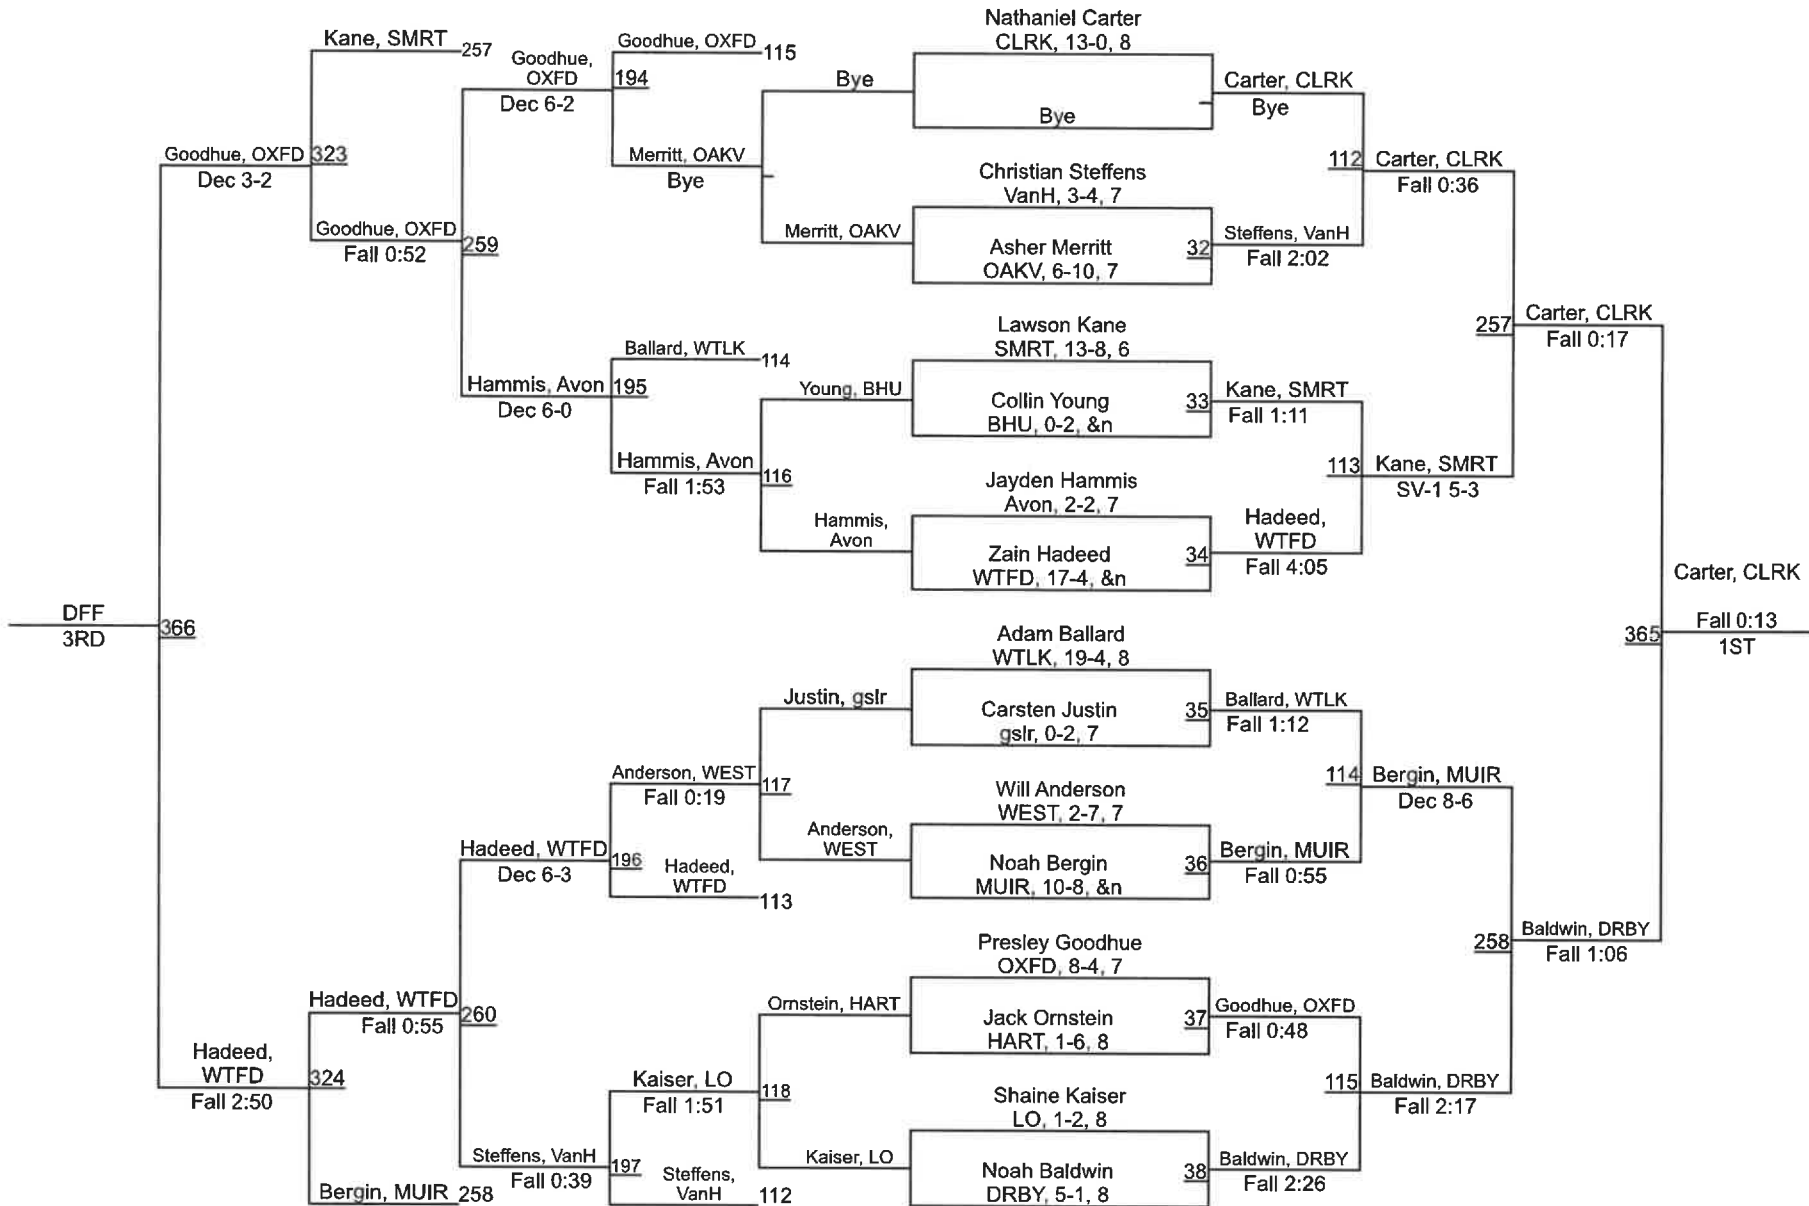 Nathaniel Carter
CLRK, 13-0, 8
Bye
Carter, CLRK
Bye
Christian Steffens
VanH, 3-4, 7
Asher Merritt
OAKV, 6-10, 7
32
Steffens, VanH
Fall 2:02
112
Carter, CLRK
Fall 0:36
Lawson Kane
SMRT, 13-8, 6
Collin Young
BHU, 0-2, &n
33
Kane, SMRT
Fall 1:11
Jayden Hammis
Avon, 2-2, 7
Zain Hadeed
WTFD, 17-4, &n
34
Hadeed,
WTFD
Fall 4:05
113
Kane, SMRT
SV-1 5-3
257
Carter, CLRK
Fall 0:17
Adam Ballard
WTLK, 19-4, 8
Carsten Justin
gslr, 0-2, 7
35
Ballard, WTLK
Fall 1:12
Will Anderson
WEST, 2-7, 7
Noah Bergin
MUIR, 10-8, &n
36
Bergin, MUIR
Fall 0:55
114
Bergin, MUIR
Dec 8-6
Presley Goodhue
OXFD, 8-4, 7
Jack Ornstein
HART, 1-6, 8
37
Goodhue, OXFD
Fall 0:48
Shaine Kaiser
LO, 1-2, 8
Noah Baldwin
DRBY, 5-1, 8
38
Baldwin, DRBY
Fall 2:26
115
Baldwin, DRBY
Fall 2:17
258
Baldwin, DRBY
Fall 1:06
365
Carter, CLRK
Fall 0:13
1ST
Bye
Merritt, OAKV
Merritt, OAKV
Bye
Goodhue, OXFD
115
194
Goodhue,
OXFD
Dec 6-2
Young, BHU
Hammis,
Avon
116
Hammis, Avon
Fall 1:53
Ballard, WTLK
114
195
Hammis, Avon
Dec 6-0
259
Goodhue, OXFD
Fall 0:52
Kane, SMRT
257
323
Goodhue, OXFD
Dec 3-2
Justin, gslr
Anderson,
WEST
117
Anderson, WEST
Fall 0:19
Hadeed,
WTFD
113
196
Hadeed, WTFD
Dec 6-3
Ornstein, HART
Kaiser, LO
118
Kaiser, LO
Fall 1:51
Steffens,
VanH
112
197
Steffens, VanH
Fall 0:39
260
Hadeed, WTFD
Fall 0:55
Bergin, MUIR
258
324
Hadeed,
WTFD
Fall 2:50
366
DFF
3RD